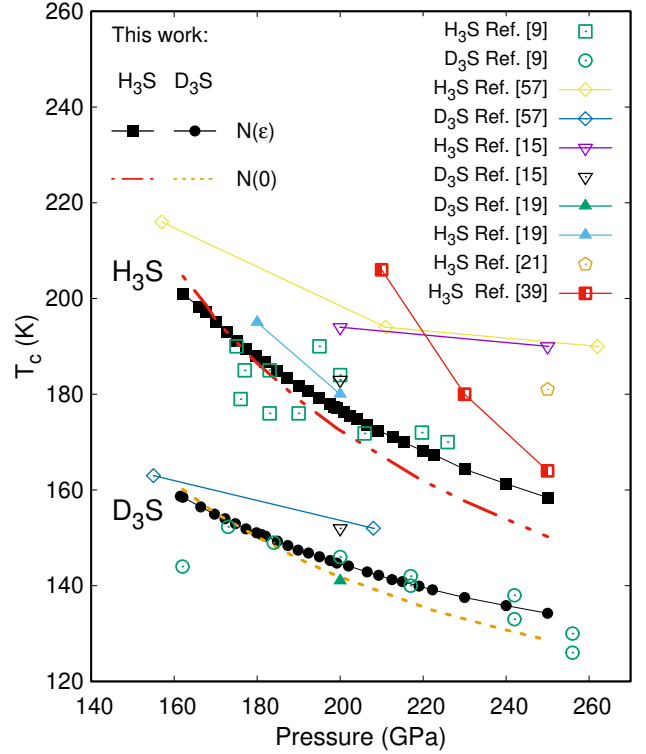 This work:
H₃S D₃S
N(ε)
N(0)
H₃S Ref. [9]
D₃S Ref. [9]
H₃S Ref. [57]
D₃S Ref. [57]
H₃S Ref. [15]
D₃S Ref. [15]
D₃S Ref. [19]
H₃S Ref. [19]
H₃S Ref. [21]
H₃S Ref. [39]
H₃S
D₃S
T_c (K)
260
240
220
200
180
160
140
120
140 160 180 200 220 240 260
Pressure (GPa)